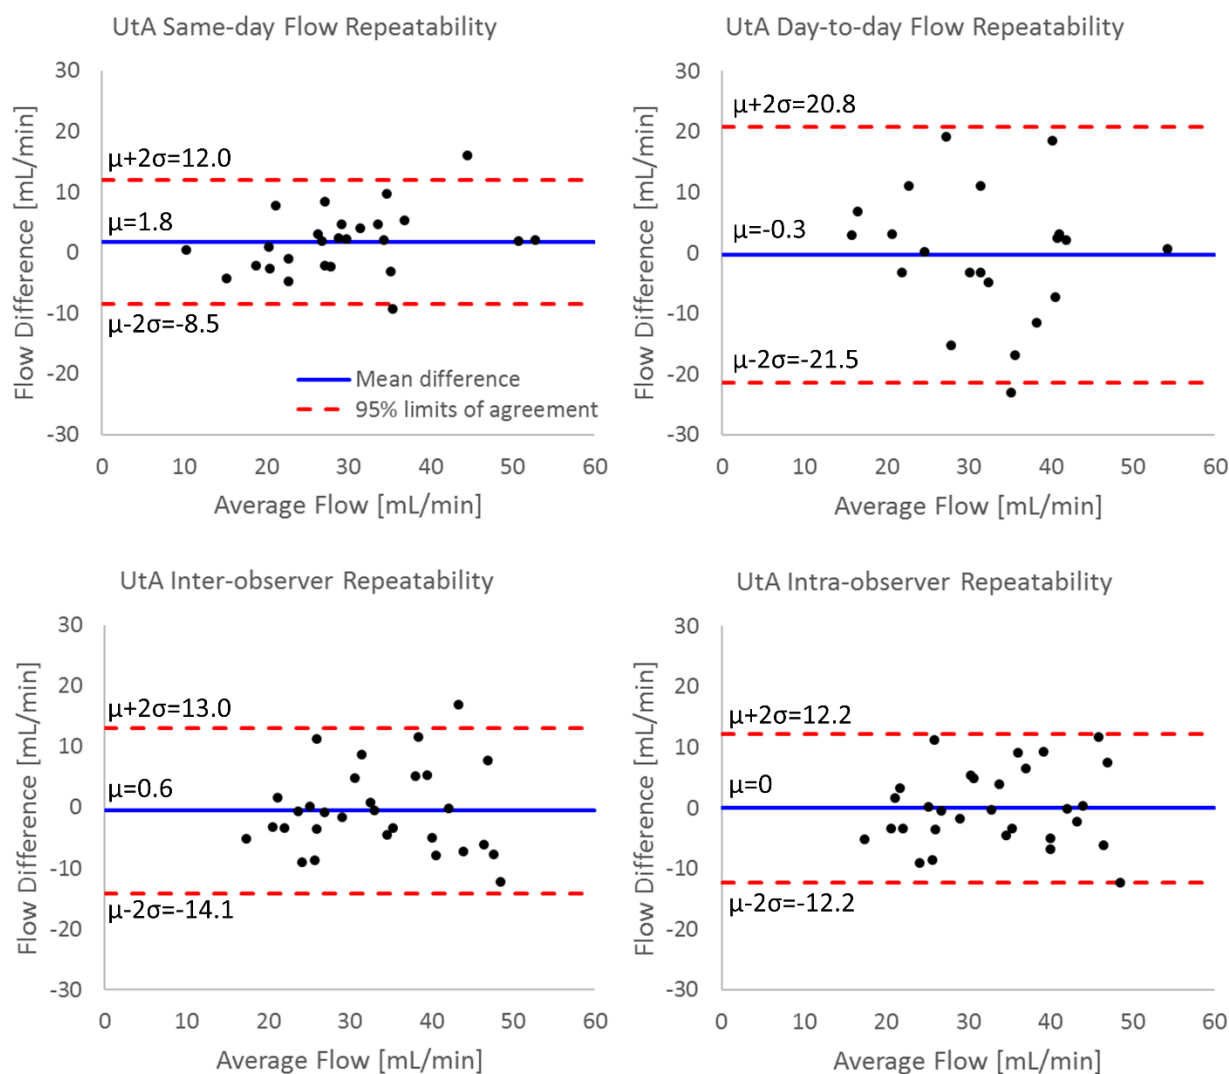 UtA Same-day Flow Repeatability
Flow Difference [mL/min]
30
20
10
0
-10
-20
-30
μ+2σ=12.0
μ=1.8
μ-2σ=-8.5
Mean difference
95% limits of agreement
0 10 20 30 40 50 60
Average Flow [mL/min]
UtA Day-to-day Flow Repeatability
Flow Difference [mL/min]
30
20
10
0
-10
-20
-30
μ+2σ=20.8
μ=-0.3
μ-2σ=-21.5
0 10 20 30 40 50 60
Average Flow [mL/min]
UtA Inter-observer Repeatability
Flow Difference [mL/min]
30
20
10
0
-10
-20
-30
μ+2σ=13.0
μ=0.6
μ-2σ=-14.1
0 10 20 30 40 50 60
Average Flow [mL/min]
UtA Intra-observer Repeatability
Flow Difference [mL/min]
30
20
10
0
-10
-20
-30
μ+2σ=12.2
μ=0
μ-2σ=-12.2
0 10 20 30 40 50 60
Average Flow [mL/min]